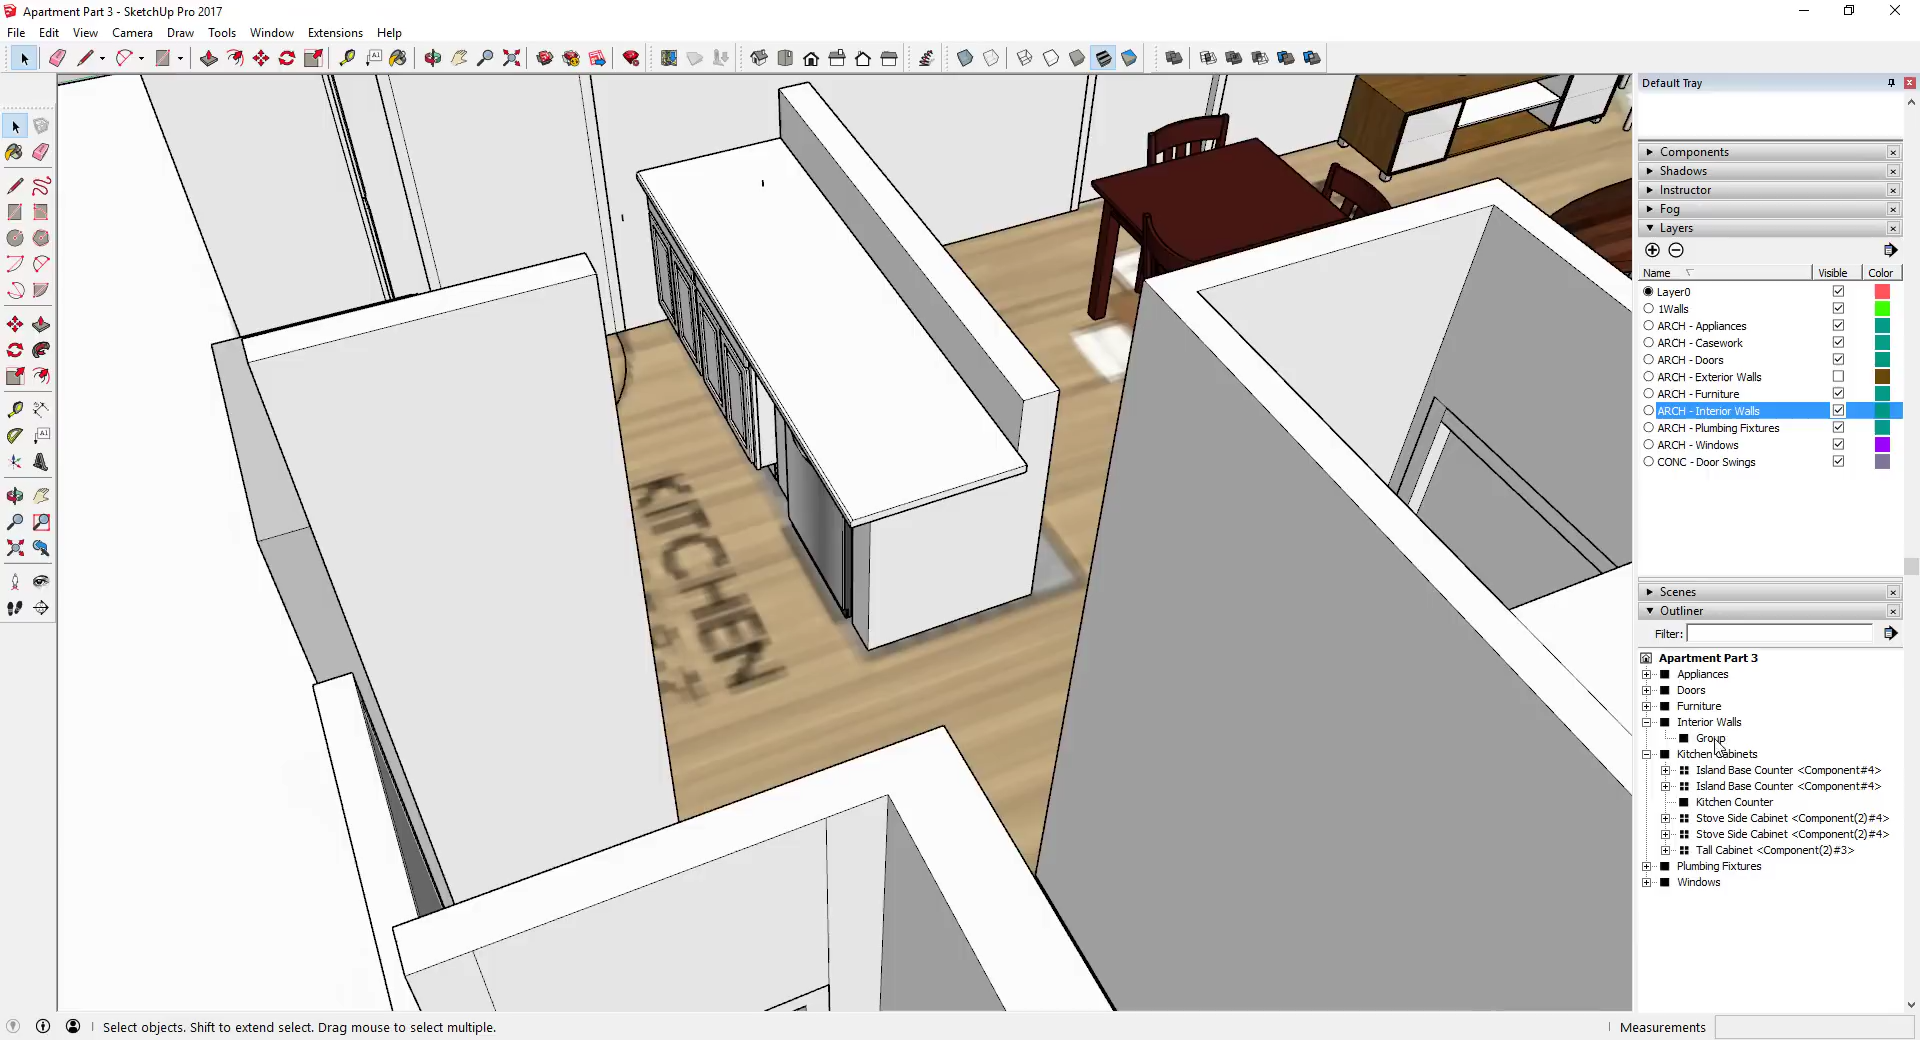 Apartment Part 3 - SketchUp Pro 2017
File Edit View Camera Draw Tools Window Extensions Help
Default Tray
Components
Shadows
Instructor
Fog
Layers
Name Visible Color
Layer0
1Walls
ARCH - Appliances
ARCH - Casework
ARCH - Doors
ARCH - Exterior Walls
ARCH - Furniture
ARCH - Interior Walls
ARCH - Plumbing Fixtures
ARCH - Windows
CONC - Door Swings
KITCHEN
Scenes
Outliner
Filter:
Apartment Part 3
Appliances
Doors
Furniture
Interior Walls
Group
Kitchen Cabinets
Island Base Counter <Component#4>
Island Base Counter <Component#4>
Kitchen Counter
Stove Side Cabinet <Component(2)#4>
Stove Side Cabinet <Component(2)#4>
Tall Cabinet <Component(2)#3>
Plumbing Fixtures
Windows
Select objects. Shift to extend select. Drag mouse to select multiple.
Measurements